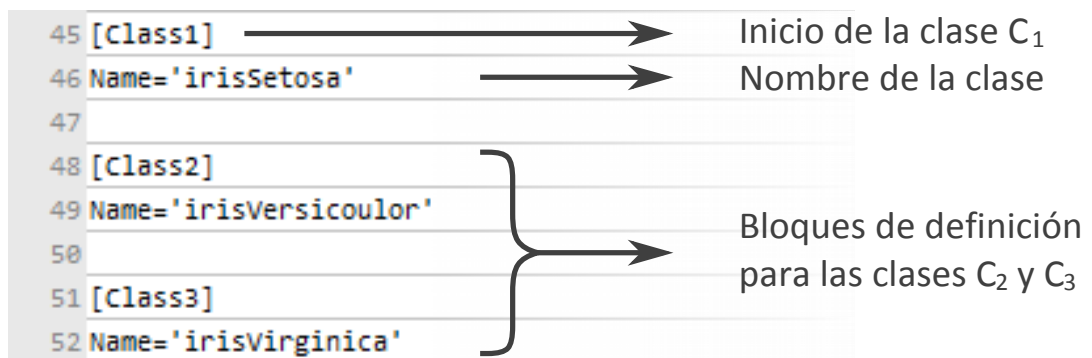 45 [Class1]
Inicio de la clase C₁
46 Name='irisSetosa'
Nombre de la clase
47
48 [Class2]
49 Name='irisVersicoulor'
50
51 [Class3]
52 Name='irisVirginica'
Bloques de definición
para las clases C₂ y C₃